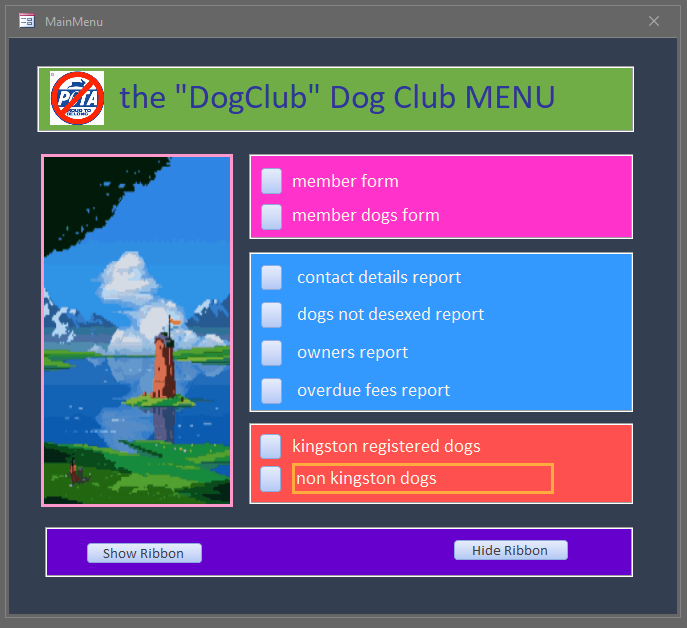 MainMenu
PETA
the "DogClub" Dog Club MENU
member form
member dogs form
contact details report
dogs not desexed report
owners report
overdue fees report
kingston registered dogs
non kingston dogs
Show Ribbon
Hide Ribbon